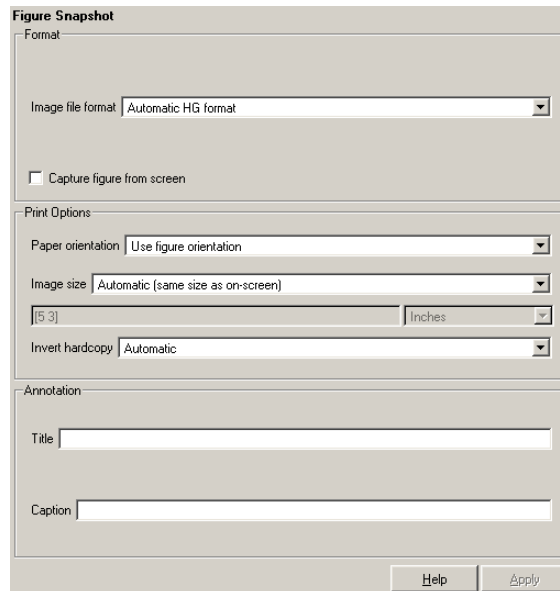 Figure Snapshot
Format
Image file format Automatic HG format
Capture figure from screen
Print Options
Paper orientation Use figure orientation
Image size Automatic (same size as on-screen)
[5 3] Inches
Invert hardcopy Automatic
Annotation
Title
Caption
Help Apply